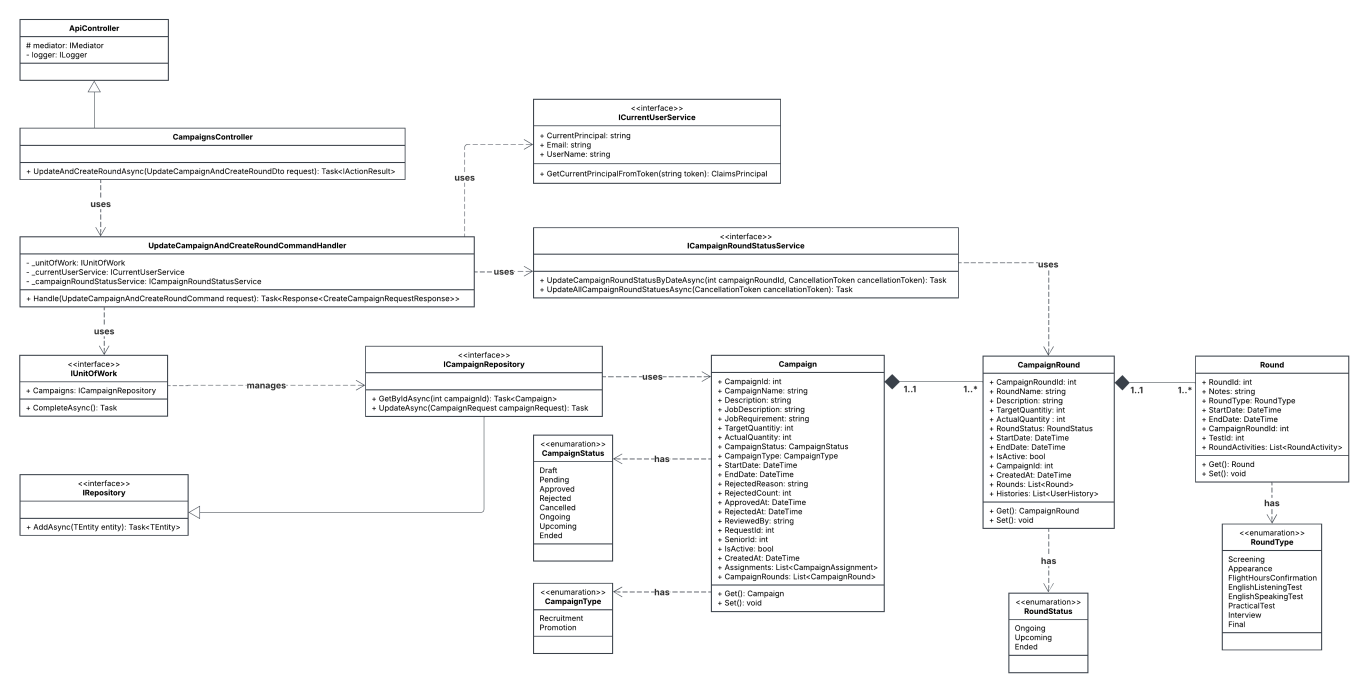 ApiController
# mediator: IMediator
- logger: ILogger
CampaignsController
+ UpdateAndCreateRoundAsync(UpdateCampaignAndCreateRoundDto request): Task<IActionResult>
uses
UpdateCampaignAndCreateRoundCommandHandler
- _unitOfWork: IUnitOfWork
- _currentUserService: ICurrentUserService
- _campaignRoundStatusService: ICampaignRoundStatusService
+ Handle(UpdateCampaignAndCreateRoundCommand request): Task<Response<CreateCampaignRequestResponse>>
uses
<<interface>>
ICurrentUserService
+ CurrentPrincipal: string
+ Email: string
+ UserName: string
+ GetCurrentPrincipalFromToken(string token): ClaimsPrincipal
uses
<<interface>>
ICampaignRoundStatusService
+ UpdateCampaignRoundStatusByDateAsync(int campaignRoundId, CancellationToken cancellationToken): Task
+ UpdateAllCampaignRoundStatuesAsync(CancellationToken cancellationToken): Task
uses
uses
<<interface>>
IUnitOfWork
+ Campaigns: ICampaignRepository
+ CompleteAsync(): Task
manages
<<interface>>
ICampaignRepository
+ GetByIdAsync(int campaignId): Task<Campaign>
+ UpdateAsync(CampaignRequest campaignRequest): Task
uses
<<interface>>
IRepository
+ AddAsync(TEntity entity): Task<TEntity>
Campaign
+ CampaignId: int
+ CampaignName: string
+ Description: string
+ JobDescription: string
+ JobRequirement: string
+ TargetQuantitiy: int
+ ActualQuantity: int
+ CampaignStatus: CampaignStatus
+ CampaignType: CampaignType
+ StartDate: DateTime
+ EndDate: DateTime
+ RejectedReason: string
+ RejectedCount: int
+ ApprovedAt: DateTime
+ RejectedAt: DateTime
+ ReviewedBy: string
+ RequestId: int
+ SeniorId: int
+ IsActive: bool
+ CreatedAt: DateTime
+ Assignments: List<CampaignAssignment>
+ CampaignRounds: List<CampaignRound>
+ Get(): Campaign
+ Set(): void
has
<<enumaration>>
CampaignStatus
Draft
Pending
Approved
Rejected
Cancelled
Ongoing
Upcoming
Ended
has
<<enumaration>>
CampaignType
Recruitment
Promotion
1..1
1..*
CampaignRound
+ CampaignRoundId: int
+ RoundName: string
+ Description: string
+ TargetQuantitiy: int
+ ActualQuantity : int
+ RoundStatus: RoundStatus
+ StartDate: DateTime
+ EndDate: DateTime
+ IsActive: bool
+ CampaignId: int
+ CreatedAt: DateTime
+ Rounds: List<Round>
+ Histories: List<UserHistory>
+ Get(): CampaignRound
+ Set(): void
has
<<enumaration>>
RoundStatus
Ongoing
Upcoming
Ended
1..1
1..*
Round
+ RoundId: int
+ Notes: string
+ RoundType: RoundType
+ StartDate: DateTime
+ EndDate: DateTime
+ CampaignRoundId: int
+ TestId: int
+ RoundActivities: List<RoundActivity>
+ Get(): Round
+ Set(): void
has
<<enumaration>>
RoundType
Screening
Appearance
FlightHoursConfirmation
EnglishListeningTest
EnglishSpeakingTest
PracticalTest
Interview
Final